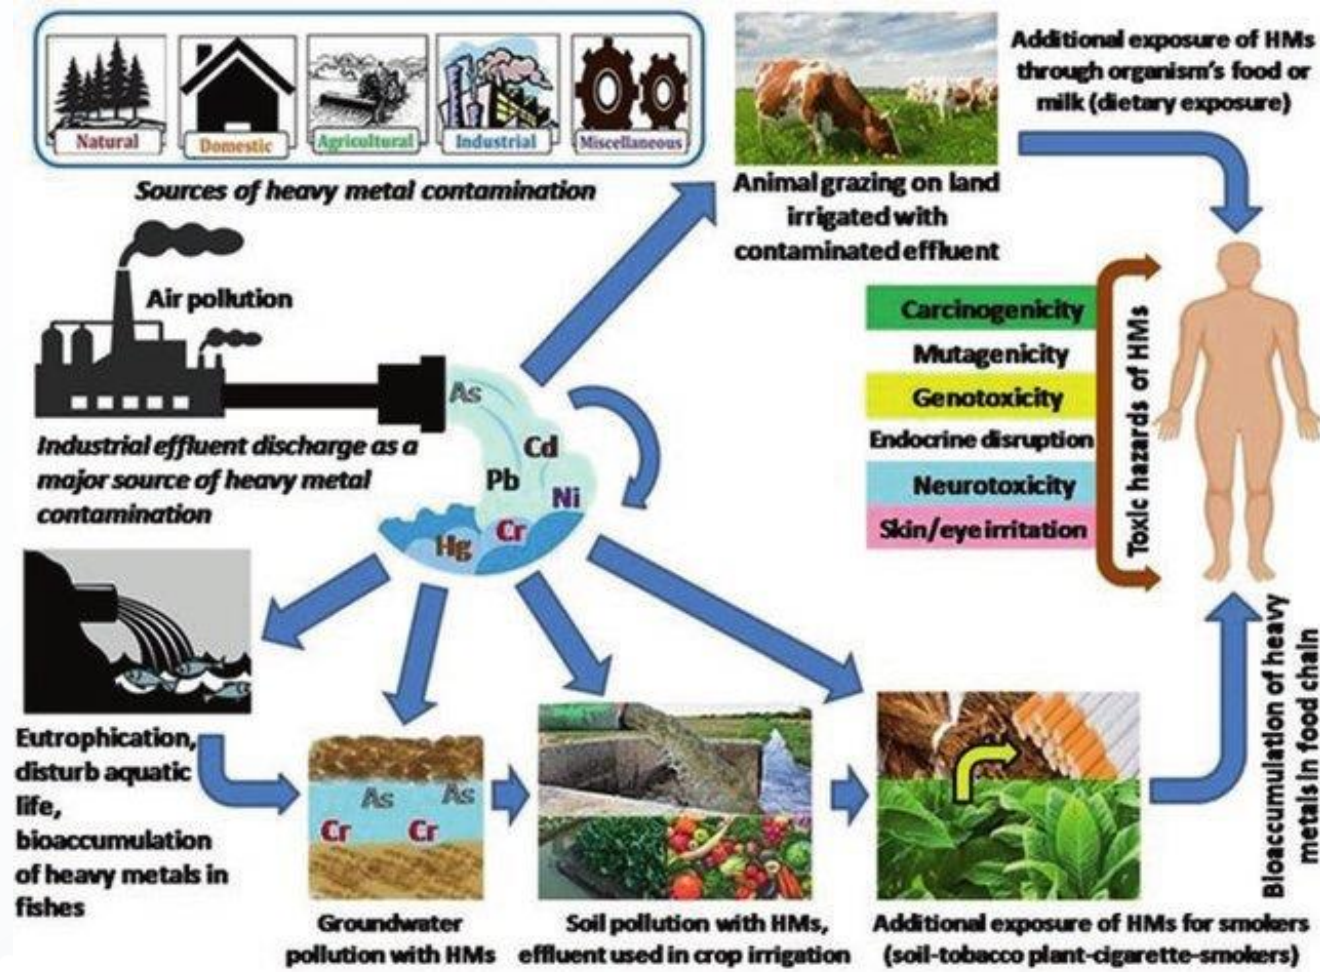 Natural
Domestic
Agricultural
Industrial
Miscellaneous
Sources of heavy metal contamination
Additional exposure of HMs
through organism's food or
milk (dietary exposure)
Animal grazing on land
irrigated with
contaminated effluent
Air pollution
Industrial effluent discharge as a
major source of heavy metal
contamination
As
Cd
Pb
Ni
Cr
Hg
Carcinogenicity
Mutagenicity
Genotoxicity
Endocrine disruption
Neurotoxicity
Skin/eye irritation
Toxic hazards of HMs
Eutrophication,
disturb aquatic
life,
bioaccumulation
of heavy metals in
fishes
As As
Cr Cr
Groundwater
pollution with HMs
Soil pollution with HMs,
effluent used in crop irrigation
Additional exposure of HMs for smokers
(soil-tobacco plant-cigarette-smokers)
Bioaccumulation of heavy
metals in food chain